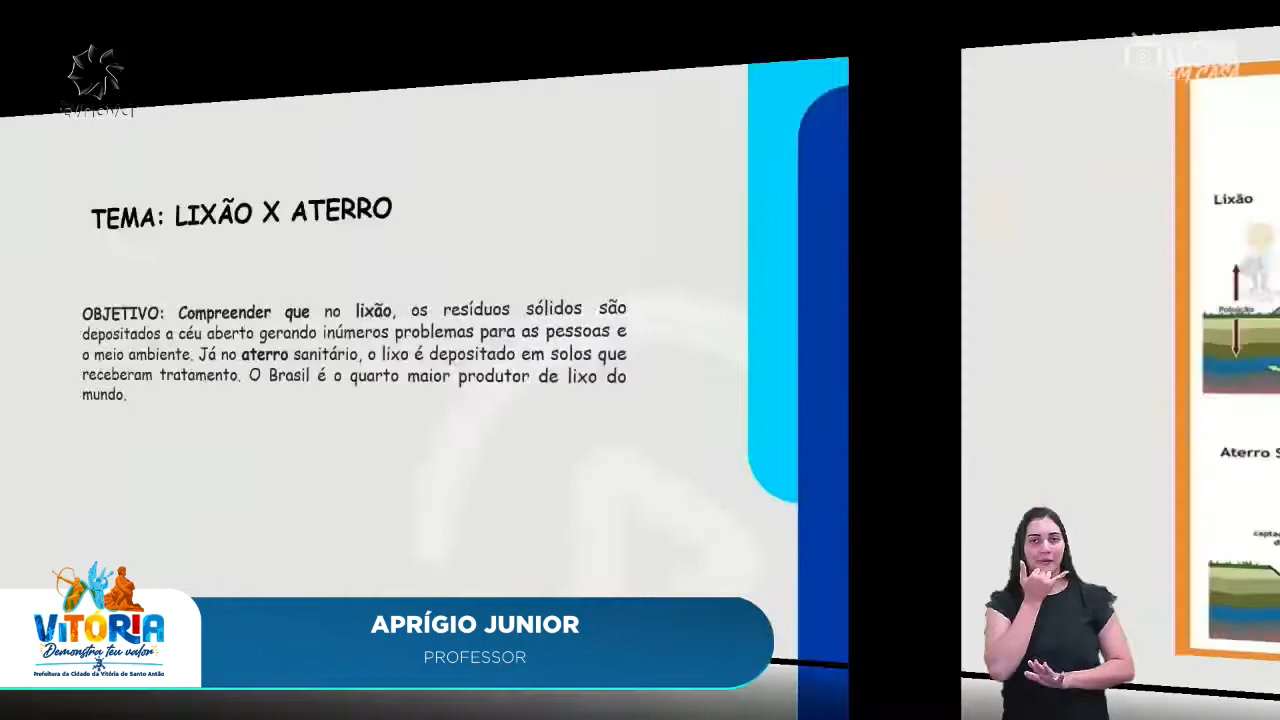 EM CASA
TEMA: LIXÃO X ATERRO
OBJETIVO: Compreender que no lixão, os resíduos sólidos são
depositados a céu aberto gerando inúmeros problemas para as pessoas e
o meio ambiente. Já no aterro sanitário, o lixo é depositado em solos que
receberam tratamento. O Brasil é o quarto maior produtor de lixo do
mundo.
Lixão
Poluição
Aterro S
VITÓRIA
Demonstra teu valor
Prefeitura da Cidade da Vitória de Santo Antão
APRÍGIO JUNIOR
PROFESSOR